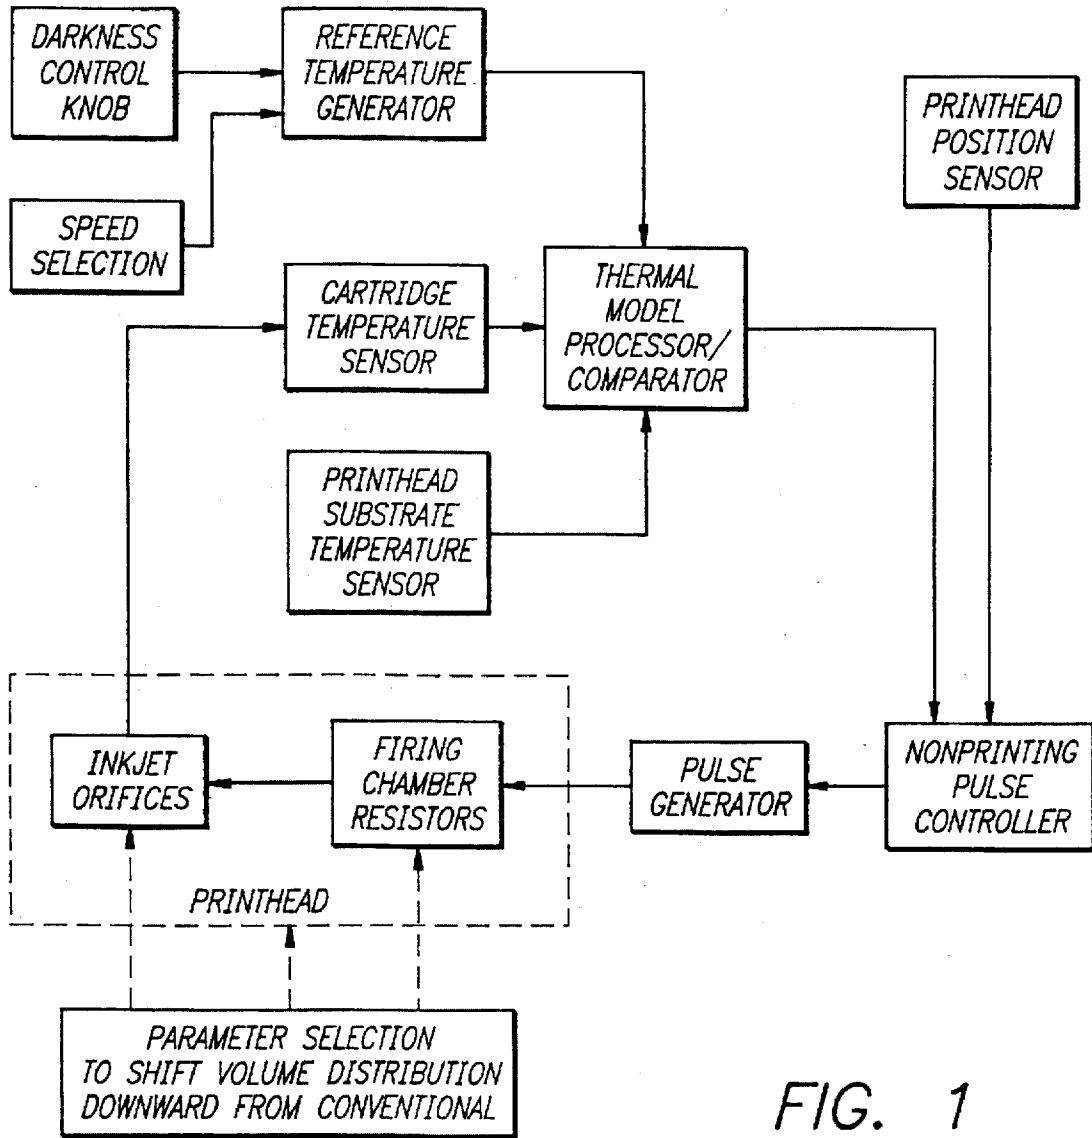 DARKNESS
CONTROL
KNOB
REFERENCE
TEMPERATURE
GENERATOR
PRINTHEAD
POSITION
SENSOR
SPEED
SELECTION
CARTRIDGE
TEMPERATURE
SENSOR
THERMAL
MODEL
PROCESSOR/
COMPARATOR
PRINTHEAD
SUBSTRATE
TEMPERATURE
SENSOR
INKJET
ORIFICES
FIRING
CHAMBER
RESISTORS
PULSE
GENERATOR
NONPRINTING
PULSE
CONTROLLER
PRINTHEAD
PARAMETER SELECTION
TO SHIFT VOLUME DISTRIBUTION
DOWNWARD FROM CONVENTIONAL
FIG. 1